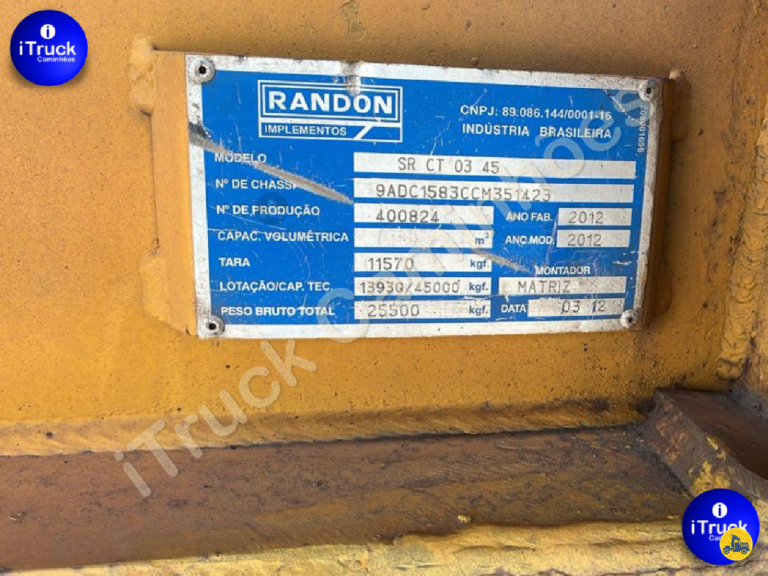 i
iTruck
Caminhões
RANDON
IMPLEMENTOS
CNPJ: 89.086.144/0001-16
INDÚSTRIA BRASILEIRA
MODELO SR CT 03 45
Nº DE CHASSI 9ADC1583CCM351423
Nº DE PRODUÇÃO 400824 ANO FAB. 2012
CAPAC. VOLUMÉTRICA m³ ANO MOD. 2012
TARA 11570 kgf. MONTADOR
LOTAÇÃO/CAP. TEC. 13930/45000 kgf. MATRIZ
PESO BRUTO TOTAL 25500 kgf. DATA 03 12
iTruck Caminhões
i
iTruck